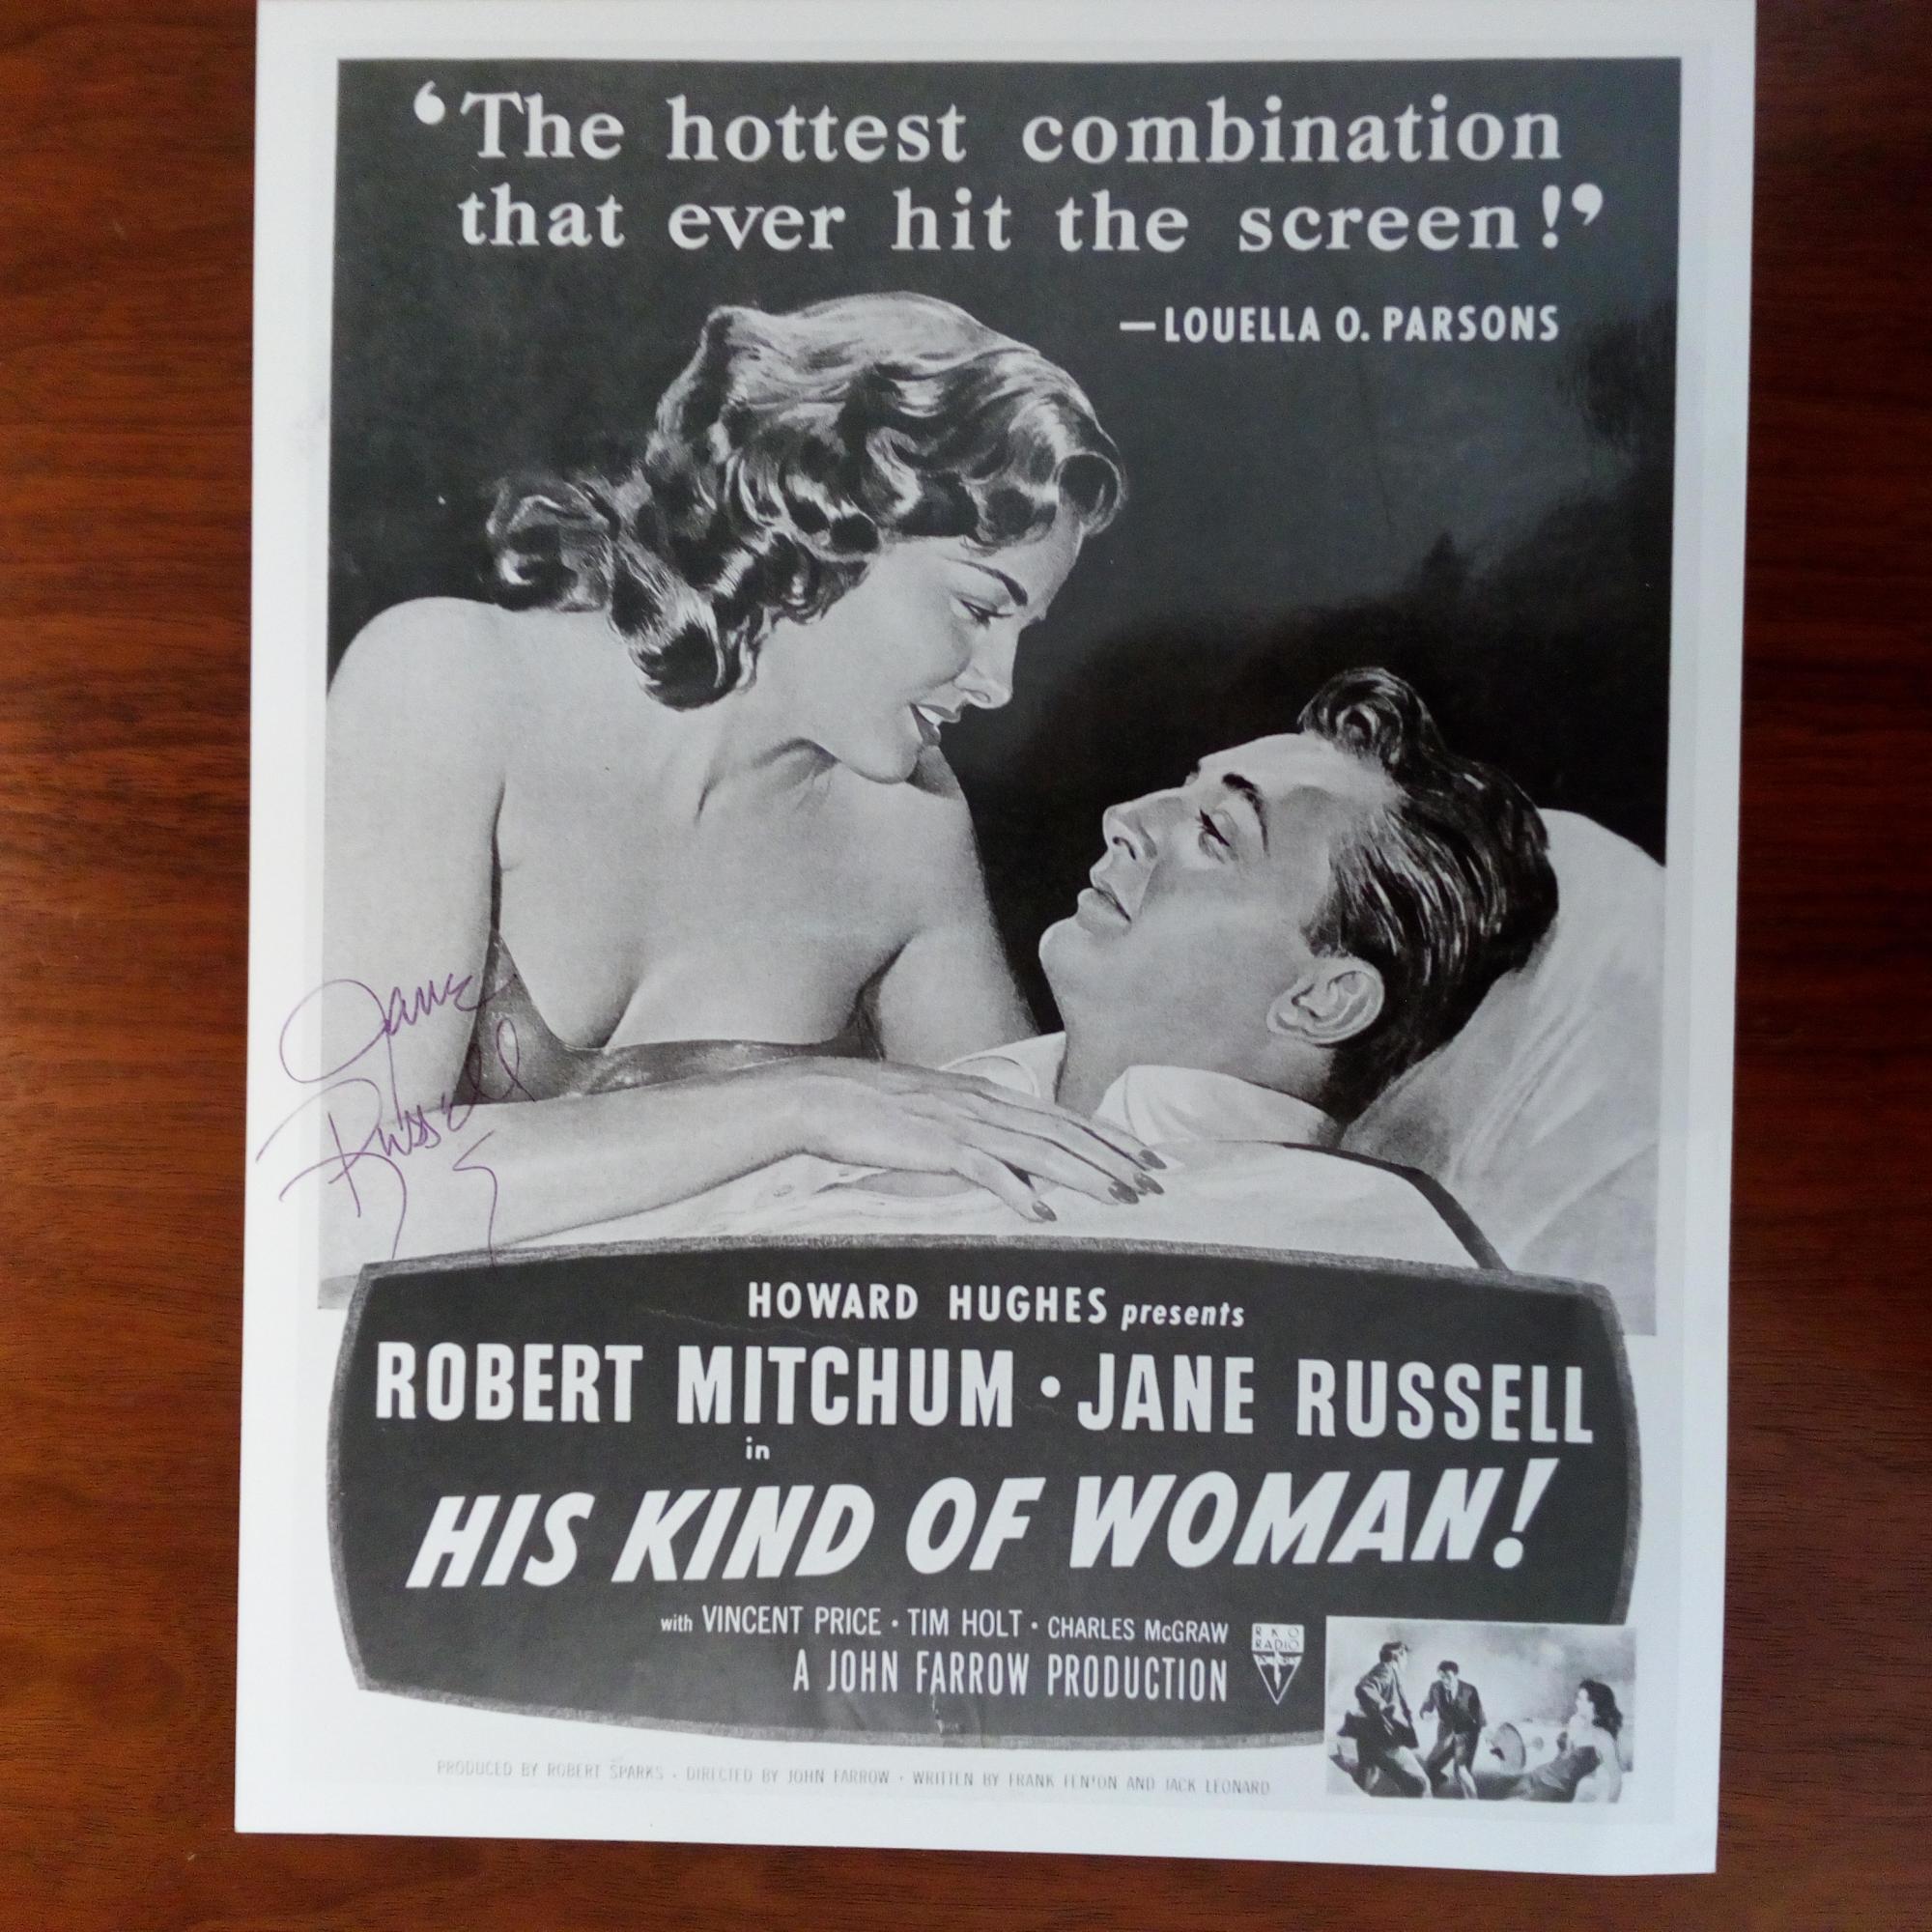 ‘The hottest combination
that ever hit the screen!’
—LOUELLA O. PARSONS
Jane
Russell
HOWARD HUGHES presents
ROBERT MITCHUM • JANE RUSSELL
in
HIS KIND OF WOMAN!
with VINCENT PRICE • TIM HOLT • CHARLES McGRAW
A JOHN FARROW PRODUCTION
RKO
RADIO
PRODUCED BY ROBERT SPARKS • DIRECTED BY JOHN FARROW • WRITTEN BY FRANK FENTON AND JACK LEONARD